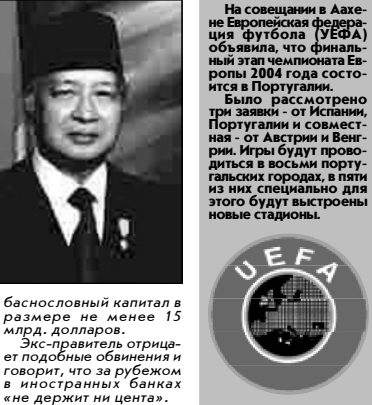 баснословный капитал в
размере не менее 15
млрд. долларов.
Экс-правитель отрица-
ет подобные обвинения и
говорит, что за рубежом
в иностранных банках
«не держит ни цента».
На совещании в Аахе-
не Европейская федера-
ция футбола (УЕФА)
объявила, что финаль-
ный этап чемпионата Ев-
ропы 2004 года состо-
ится в Португалии.
Было рассмотрено
три заявки - от Испании,
Португалии и совмест-
ная - от Австрии и Венг-
рии. Игры будут прово-
диться в восьми порту-
гальских городах, в пяти
из них специально для
этого будут выстроены
новые стадионы.
UEFA